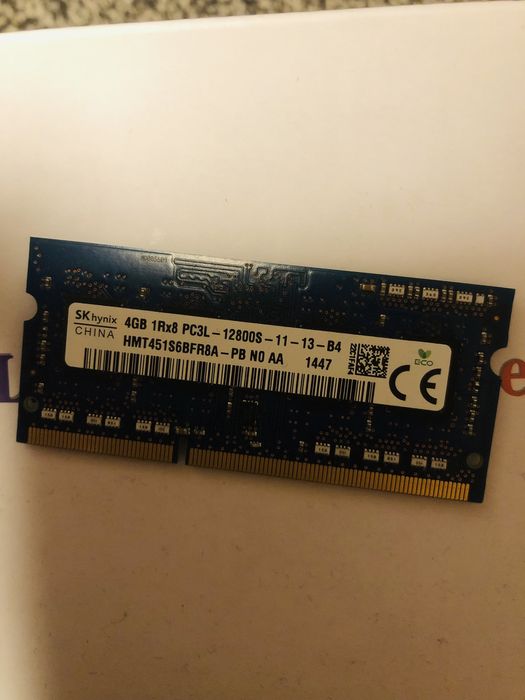 SK hynix
CHINA
4GB 1Rx8 PC3L-12800S-11-13-B4
HMT451S6BFR8A-PB N0 AA 1447
ECO
CE
L
e